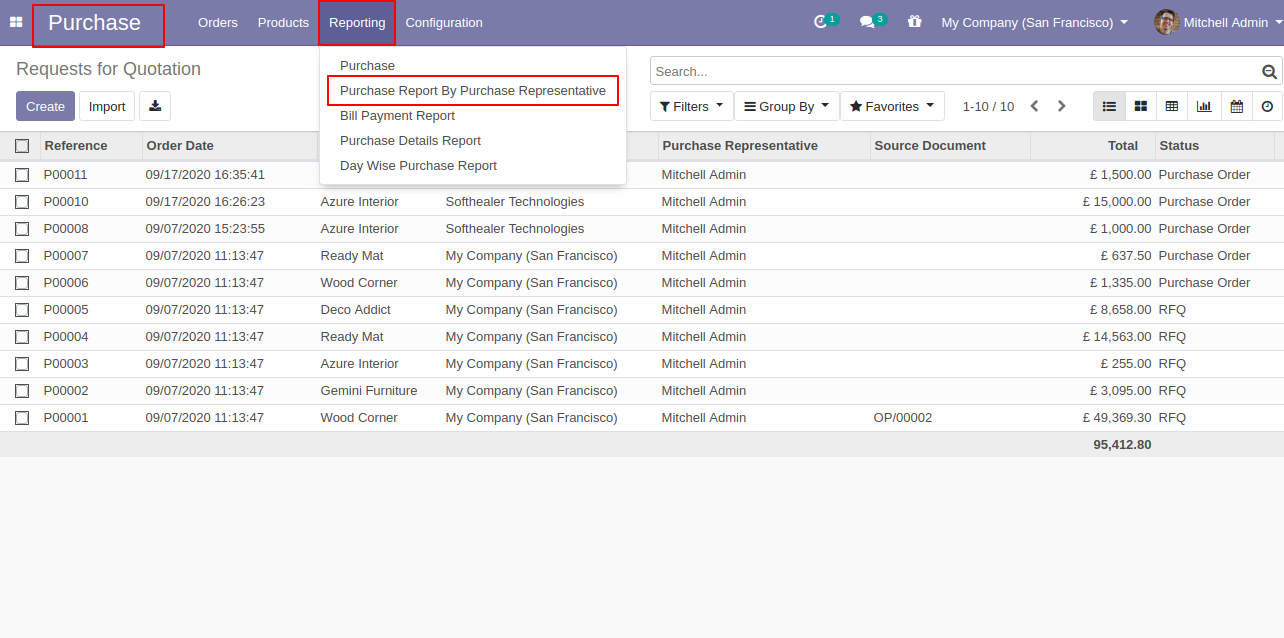 Purchase Orders Products Reporting Configuration 1 3 My Company (San Francisco) Mitchell Admin
Requests for Quotation
Search...
Create Import
Filters Group By Favorites 1-10 / 10
Purchase
Purchase Report By Purchase Representative
Bill Payment Report
Purchase Details Report
Day Wise Purchase Report
Reference Order Date Purchase Representative Source Document Total Status
P00011 09/17/2020 16:35:41 Mitchell Admin £ 1,500.00 Purchase Order
P00010 09/17/2020 16:26:23 Azure Interior Softhealer Technologies Mitchell Admin £ 15,000.00 Purchase Order
P00008 09/07/2020 15:23:55 Azure Interior Softhealer Technologies Mitchell Admin £ 1,000.00 Purchase Order
P00007 09/07/2020 11:13:47 Ready Mat My Company (San Francisco) Mitchell Admin £ 637.50 Purchase Order
P00006 09/07/2020 11:13:47 Wood Corner My Company (San Francisco) Mitchell Admin £ 1,335.00 Purchase Order
P00005 09/07/2020 11:13:47 Deco Addict My Company (San Francisco) Mitchell Admin £ 8,658.00 RFQ
P00004 09/07/2020 11:13:47 Ready Mat My Company (San Francisco) Mitchell Admin £ 14,563.00 RFQ
P00003 09/07/2020 11:13:47 Azure Interior My Company (San Francisco) Mitchell Admin £ 255.00 RFQ
P00002 09/07/2020 11:13:47 Gemini Furniture My Company (San Francisco) Mitchell Admin £ 3,095.00 RFQ
P00001 09/07/2020 11:13:47 Wood Corner My Company (San Francisco) Mitchell Admin OP/00002 £ 49,369.30 RFQ
95,412.80